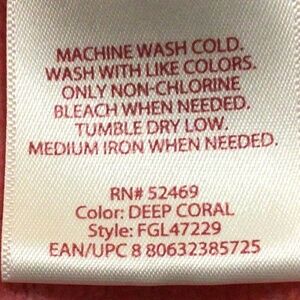 MACHINE WASH COLD.
WASH WITH LIKE COLORS.
ONLY NON-CHLORINE
BLEACH WHEN NEEDED.
TUMBLE DRY LOW.
MEDIUM IRON WHEN NEEDED.
RN# 52469
Color: DEEP CORAL
Style: FGL47229
EAN/UPC 8 80632385725